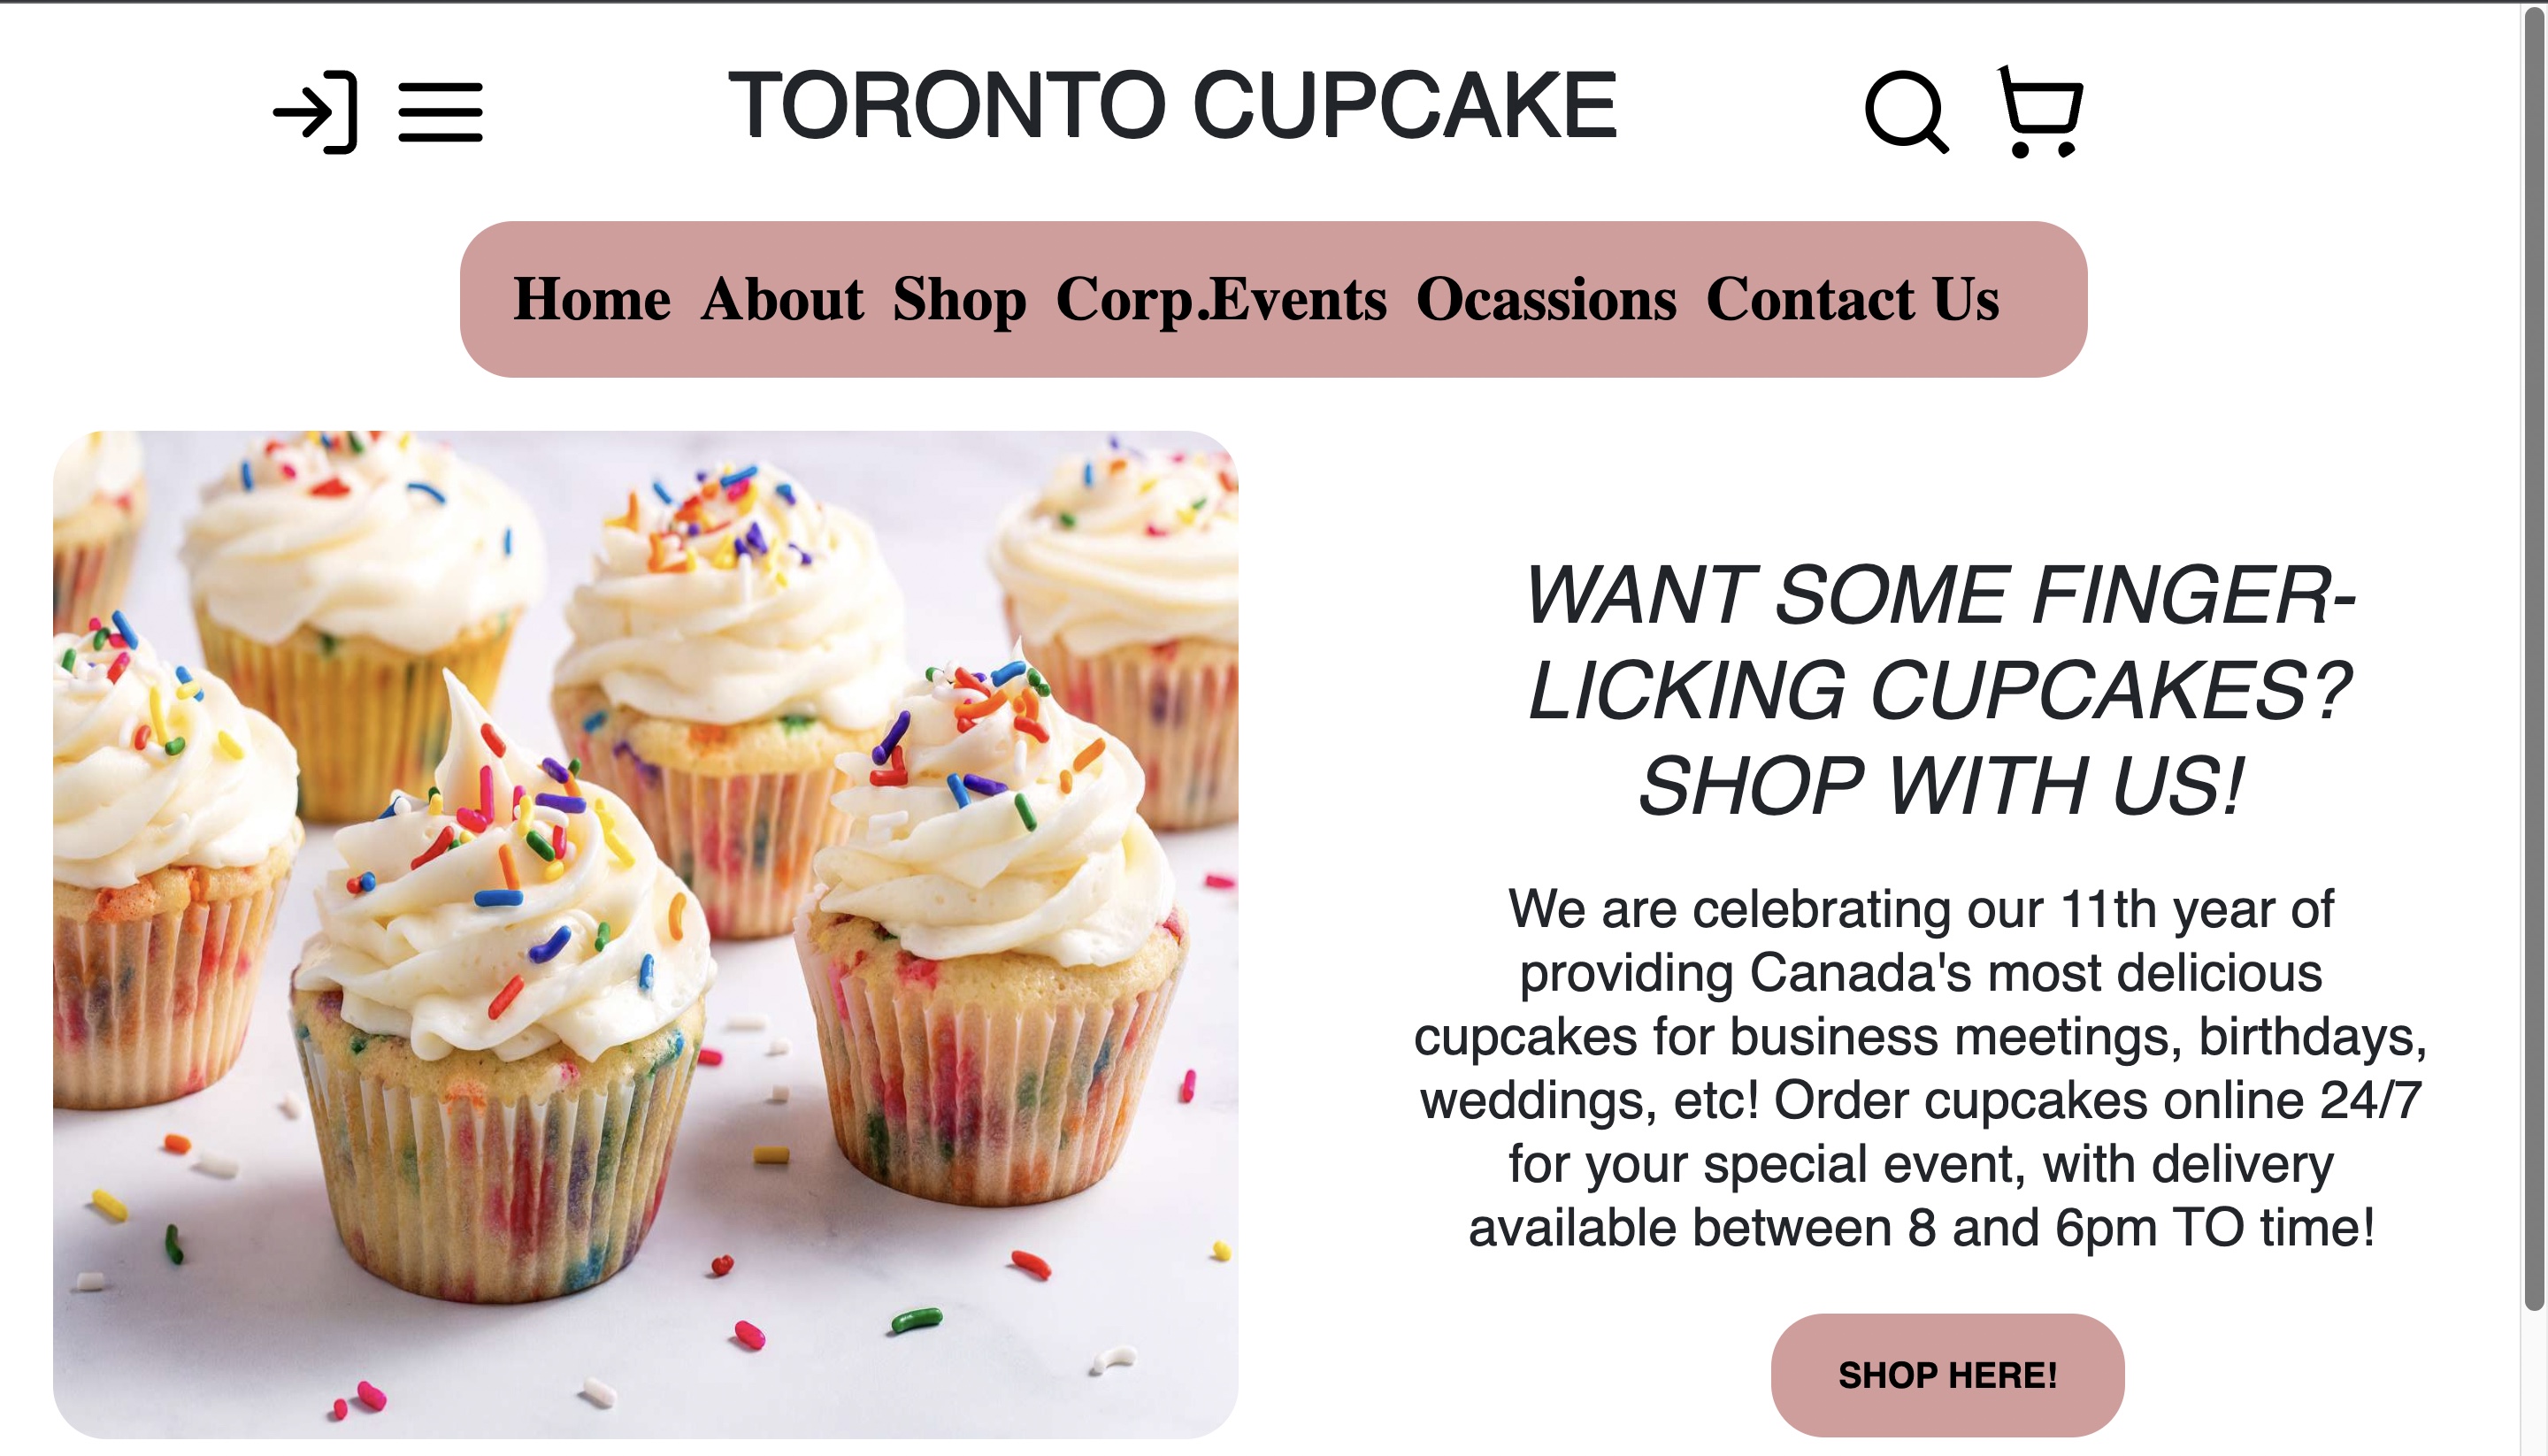 TORONTO CUPCAKE
Home About Shop Corp.Events Ocassions Contact Us
WANT SOME FINGER-
LICKING CUPCAKES?
SHOP WITH US!
We are celebrating our 11th year of
providing Canada's most delicious
cupcakes for business meetings, birthdays,
weddings, etc! Order cupcakes online 24/7
for your special event, with delivery
available between 8 and 6pm TO time!
SHOP HERE!